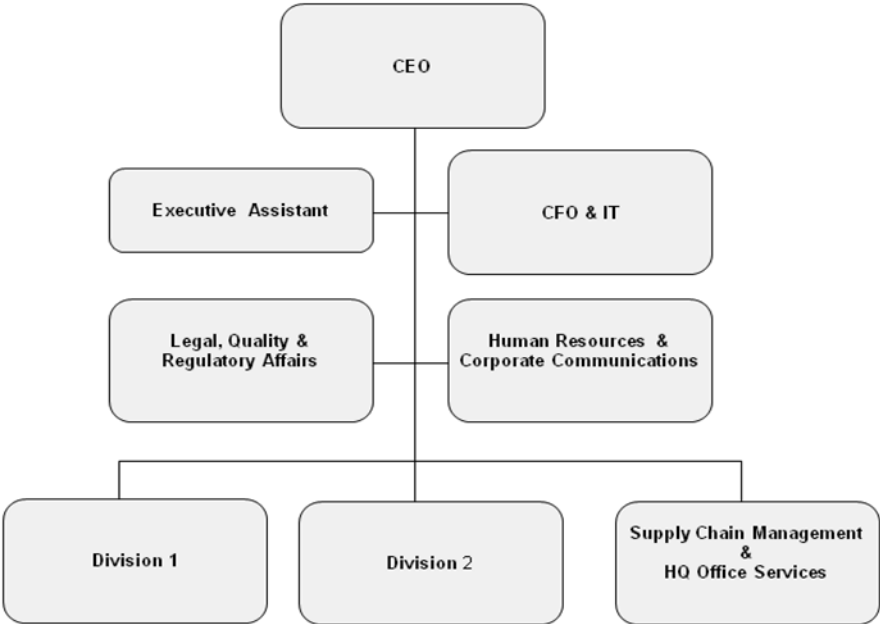 CEO
Executive Assistant
CFO & IT
Legal, Quality &
Regulatory Affairs
Human Resources &
Corporate Communications
Division 1
Division 2
Supply Chain Management
&
HQ Office Services